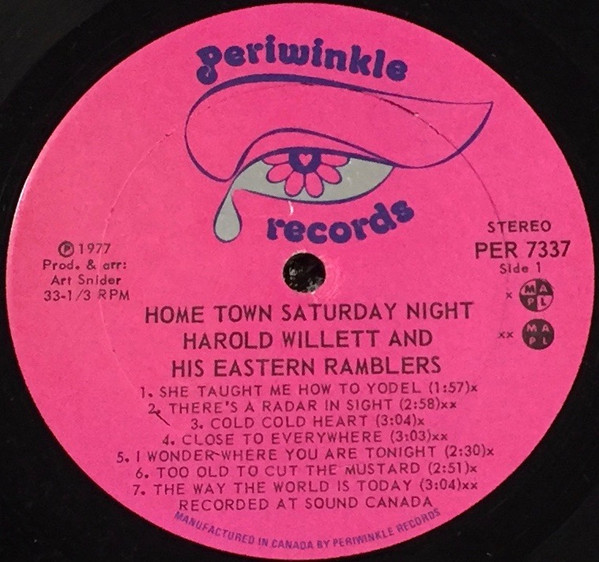 periwinkle
records
STEREO
PER 7337
Side 1
x MAPL
xx MAPL
℗ 1977
Prod. & arr:
Art Snider
33-1/3 RPM
HOME TOWN SATURDAY NIGHT
HAROLD WILLETT AND
HIS EASTERN RAMBLERS
1. SHE TAUGHT ME HOW TO YODEL (1:57)x
2. THERE'S A RADAR IN SIGHT (2:58)xx
3. COLD COLD HEART (3:04)x
4. CLOSE TO EVERYWHERE (3:03)xx
5. I WONDER WHERE YOU ARE TONIGHT (2:30)x
6. TOO OLD TO CUT THE MUSTARD (2:51)x
7. THE WAY THE WORLD IS TODAY (3:04)xx
RECORDED AT SOUND CANADA
MANUFACTURED IN CANADA BY PERIWINKLE RECORDS